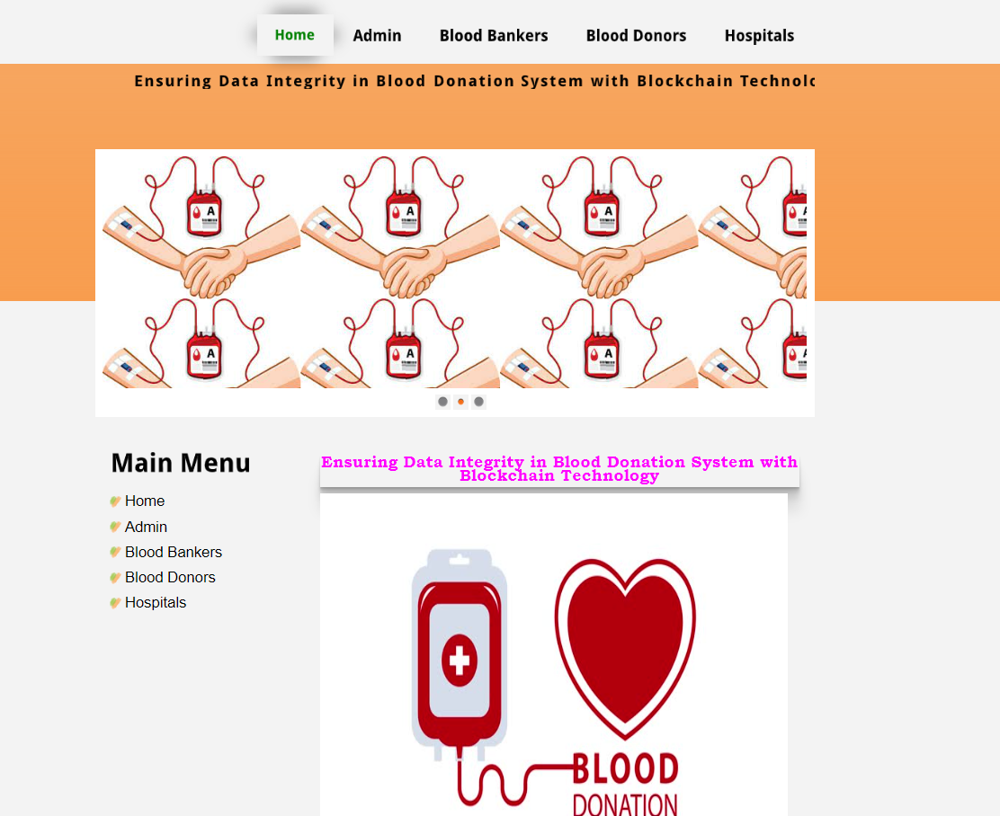 Home Admin Blood Bankers Blood Donors Hospitals
Ensuring Data Integrity in Blood Donation System with Blockchain Technolo
A A A
A A A
Main Menu
Home
Admin
Blood Bankers
Blood Donors
Hospitals
Ensuring Data Integrity in Blood Donation System with
Blockchain Technology
BLOOD
DONATION